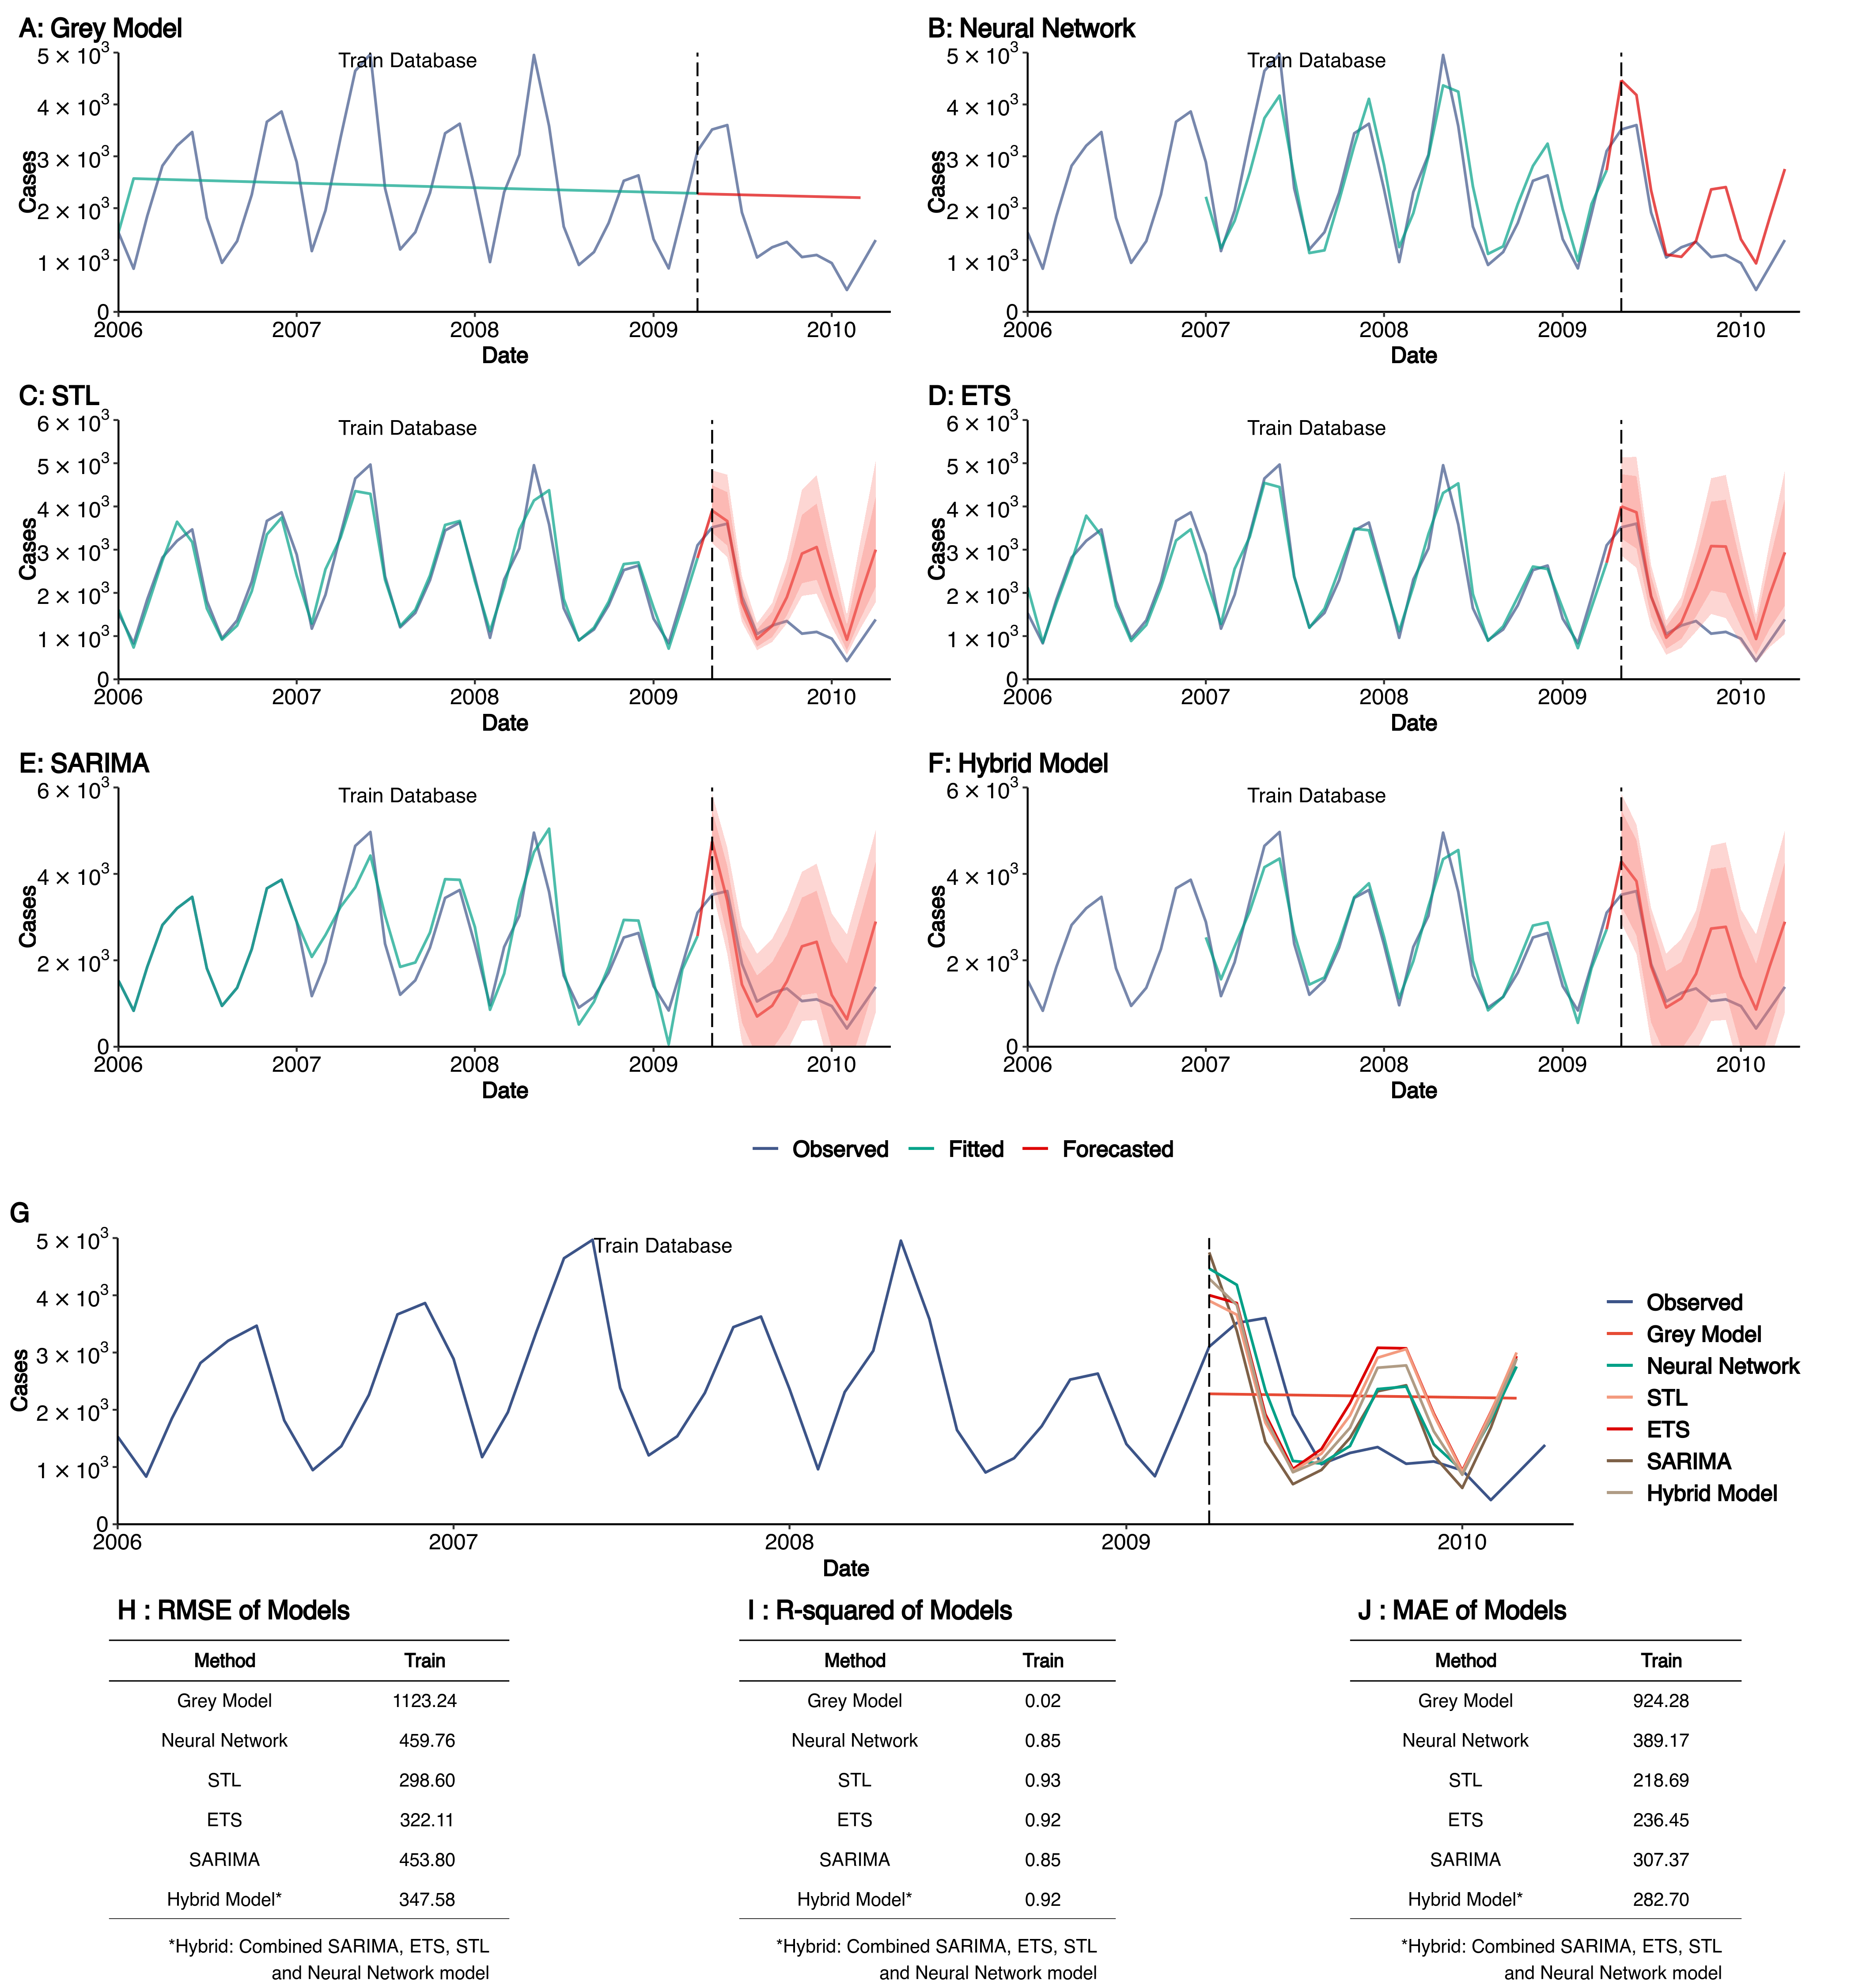 A: Grey Model
Train Database
5 × 10³
4 × 10³
3 × 10³
2 × 10³
1 × 10³
0
Cases
2006 2007 2008 2009 2010
Date
B: Neural Network
Train Database
5 × 10³
4 × 10³
3 × 10³
2 × 10³
1 × 10³
0
Cases
2006 2007 2008 2009 2010
Date
C: STL
Train Database
6 × 10³
5 × 10³
4 × 10³
3 × 10³
2 × 10³
1 × 10³
0
Cases
2006 2007 2008 2009 2010
Date
D: ETS
Train Database
6 × 10³
5 × 10³
4 × 10³
3 × 10³
2 × 10³
1 × 10³
0
Cases
2006 2007 2008 2009 2010
Date
E: SARIMA
Train Database
6 × 10³
4 × 10³
2 × 10³
0
Cases
2006 2007 2008 2009 2010
Date
F: Hybrid Model
Train Database
6 × 10³
4 × 10³
2 × 10³
0
Cases
2006 2007 2008 2009 2010
Date
Observed Fitted Forecasted
G
Train Database
5 × 10³
4 × 10³
3 × 10³
2 × 10³
1 × 10³
0
Cases
2006 2007 2008 2009 2010
Date
Observed
Grey Model
Neural Network
STL
ETS
SARIMA
Hybrid Model
H : RMSE of Models
Method Train
Grey Model 1123.24
Neural Network 459.76
STL 298.60
ETS 322.11
SARIMA 453.80
Hybrid Model* 347.58
*Hybrid: Combined SARIMA, ETS, STL
and Neural Network model
I : R-squared of Models
Method Train
Grey Model 0.02
Neural Network 0.85
STL 0.93
ETS 0.92
SARIMA 0.85
Hybrid Model* 0.92
*Hybrid: Combined SARIMA, ETS, STL
and Neural Network model
J : MAE of Models
Method Train
Grey Model 924.28
Neural Network 389.17
STL 218.69
ETS 236.45
SARIMA 307.37
Hybrid Model* 282.70
*Hybrid: Combined SARIMA, ETS, STL
and Neural Network model